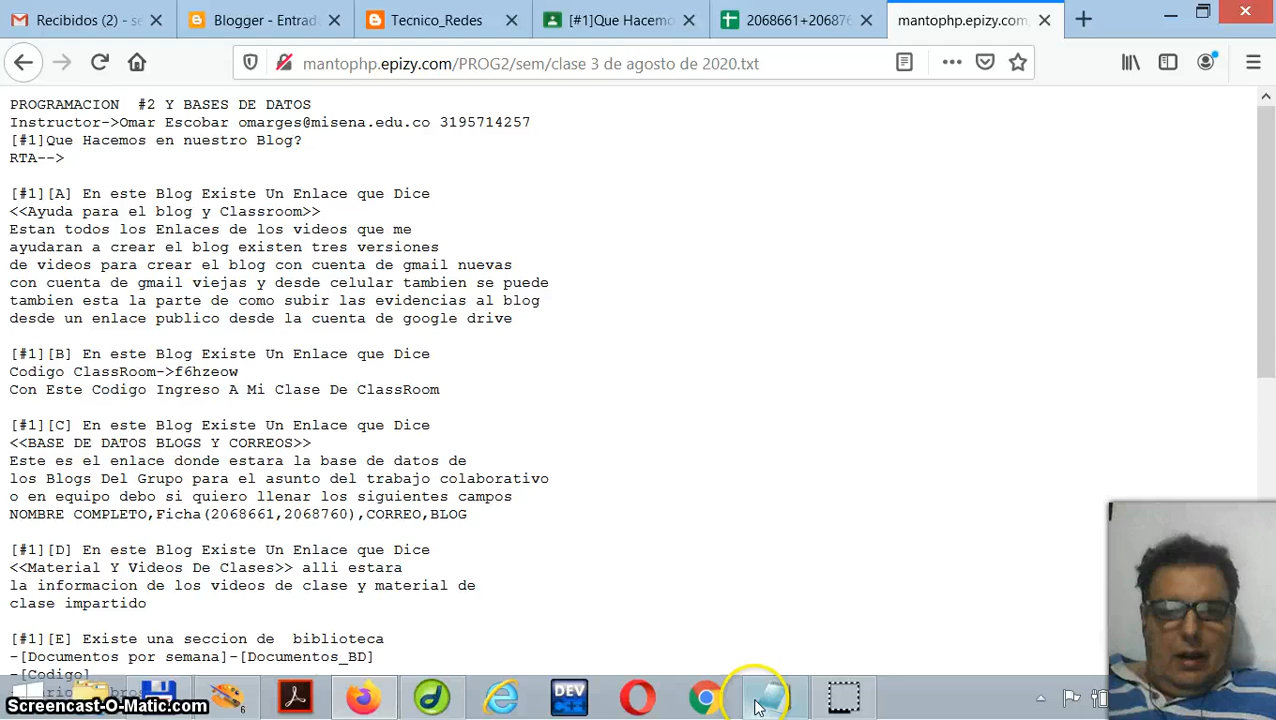 Recibidos (2) - s
Blogger - Entrad
Tecnico_Redes
[#1]Que Hacemo
2068661+20687
mantophp.epizy.com
mantophp.epizy.com/PROG2/sem/clase 3 de agosto de 2020.txt
PROGRAMACION #2 Y BASES DE DATOS
Instructor->Omar Escobar omarges@misena.edu.co 3195714257
[#1]Que Hacemos en nuestro Blog?
RTA-->
[#1][A] En este Blog Existe Un Enlace que Dice
<<Ayuda para el blog y Classroom>>
Estan todos los Enlaces de los videos que me
ayudaran a crear el blog existen tres versiones
de videos para crear el blog con cuenta de gmail nuevas
con cuenta de gmail viejas y desde celular tambien se puede
tambien esta la parte de como subir las evidencias al blog
desde un enlace publico desde la cuenta de google drive
[#1][B] En este Blog Existe Un Enlace que Dice
Codigo ClassRoom->f6hzeow
Con Este Codigo Ingreso A Mi Clase De ClassRoom
[#1][C] En este Blog Existe Un Enlace que Dice
<<BASE DE DATOS BLOGS Y CORREOS>>
Este es el enlace donde estara la base de datos de
los Blogs Del Grupo para el asunto del trabajo colaborativo
o en equipo debo si quiero llenar los siguientes campos
NOMBRE COMPLETO,Ficha(2068661,2068760),CORREO,BLOG
[#1][D] En este Blog Existe Un Enlace que Dice
<<Material Y Videos De Clases>> alli estara
la informacion de los videos de clase y material de
clase impartido
[#1][E] Existe una seccion de biblioteca
-[Documentos por semana]-[Documentos_BD]
-[Codigo]
DEV
C++
6
Screencast-O-Matic.com